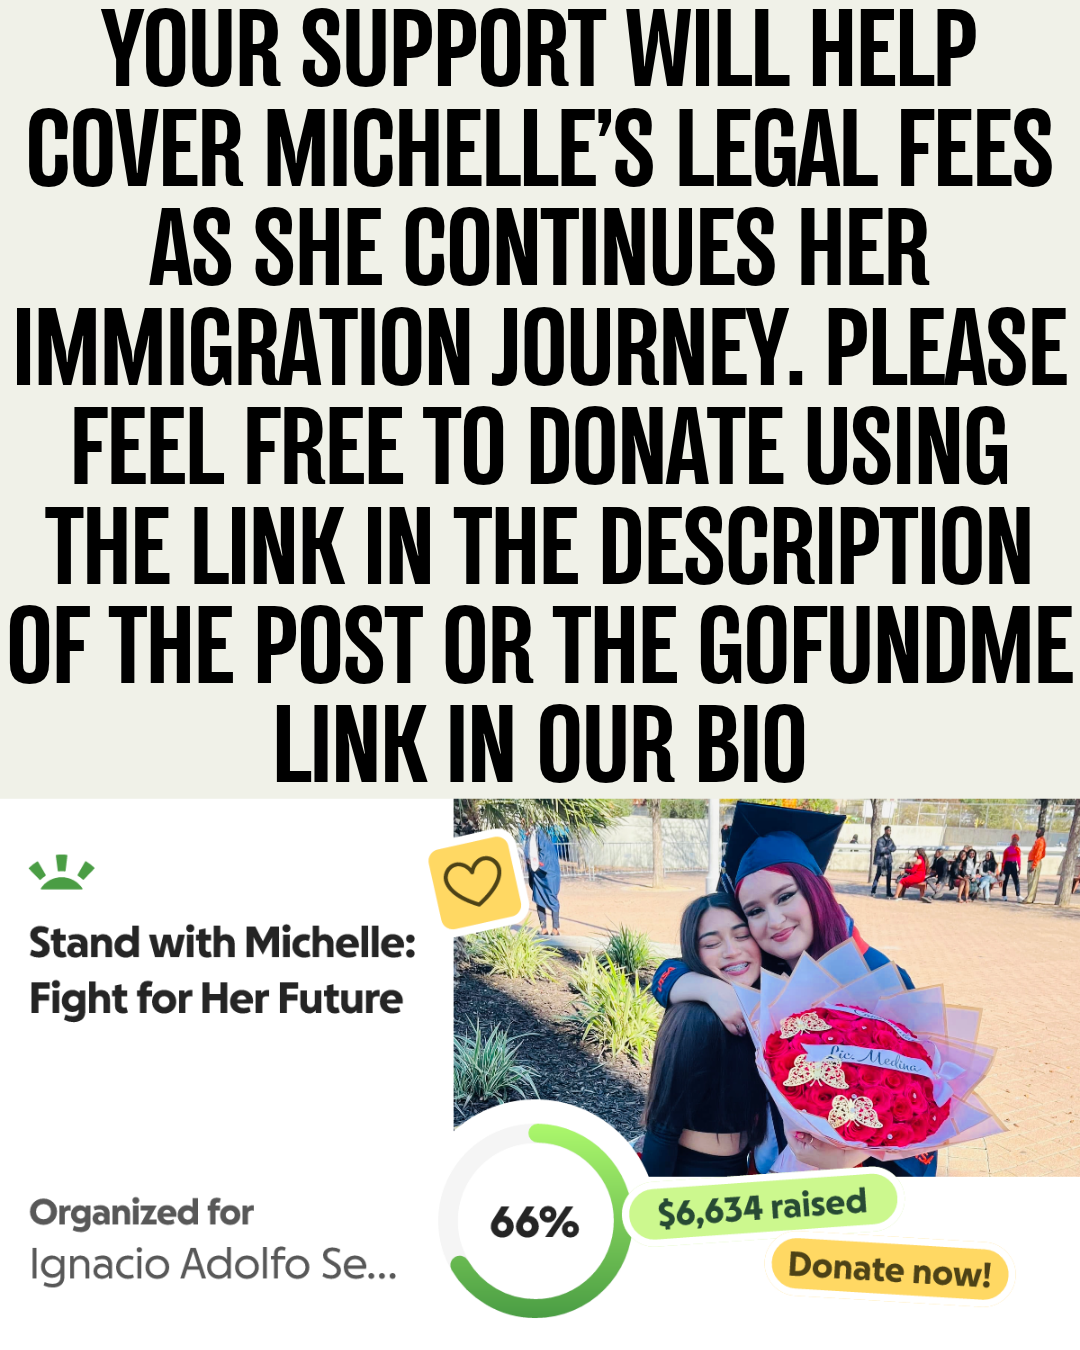 YOUR SUPPORT WILL HELP
COVER MICHELLE’S LEGAL FEES
AS SHE CONTINUES HER
IMMIGRATION JOURNEY. PLEASE
FEEL FREE TO DONATE USING
THE LINK IN THE DESCRIPTION
OF THE POST OR THE GOFUNDME
LINK IN OUR BIO
Stand with Michelle:
Fight for Her Future
Lic. Medina
Organized for
Ignacio Adolfo Se...
66%
$6,634 raised
Donate now!